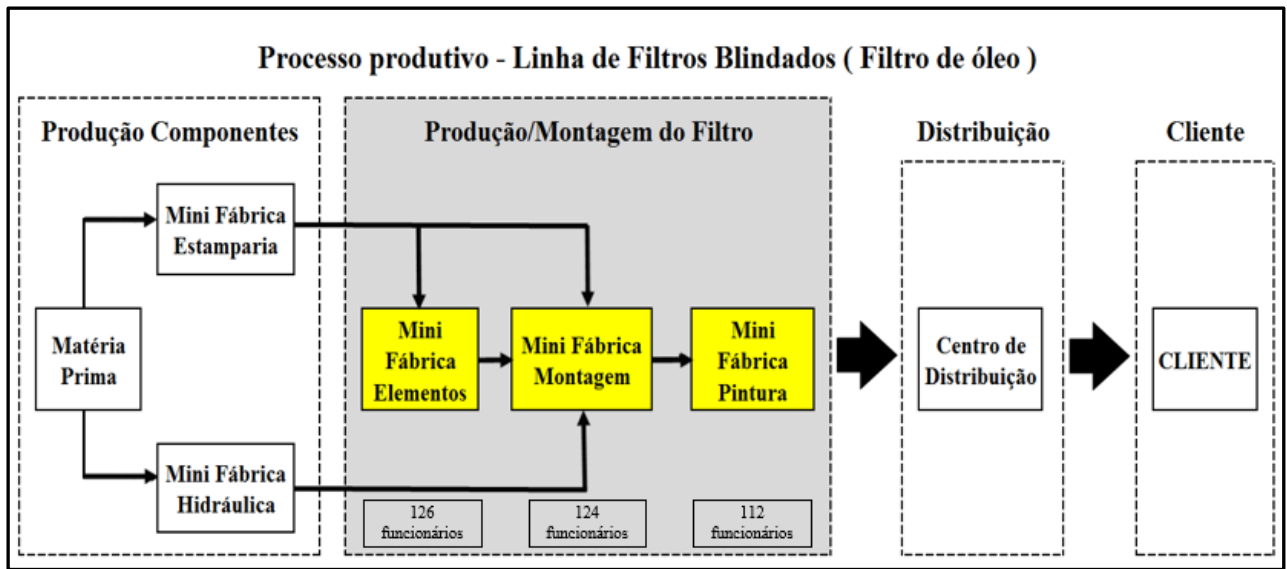 Processo produtivo - Linha de Filtros Blindados ( Filtro de óleo )
Produção Componentes
Mini Fábrica
Estamparia
Matéria
Prima
Mini Fábrica
Hidráulica
Produção/Montagem do Filtro
Mini
Fábrica
Elementos
Mini Fábrica
Montagem
Mini
Fábrica
Pintura
126
funcionários
124
funcionários
112
funcionários
Distribuição
Centro de
Distribuição
Cliente
CLIENTE